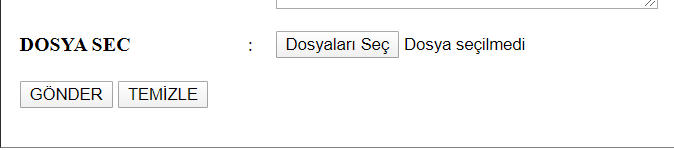 DOSYA SEC : Dosyaları Seç Dosya seçilmedi
GÖNDER TEMİZLE